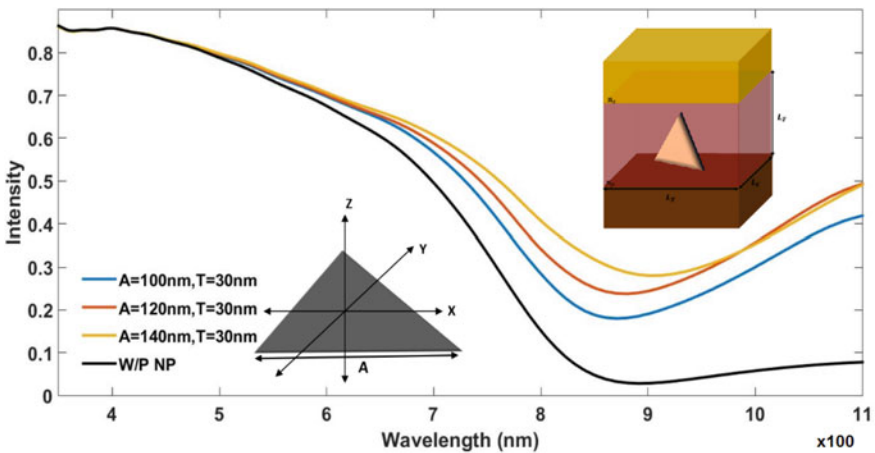 Intensity
0.8
0.7
0.6
0.5
0.4
0.3
0.2
0.1
0
A=100nm,T=30nm
A=120nm,T=30nm
A=140nm,T=30nm
W/P NP
Z
Y
X
A
4
5
6
7
8
9
10
11
Wavelength (nm)
x100